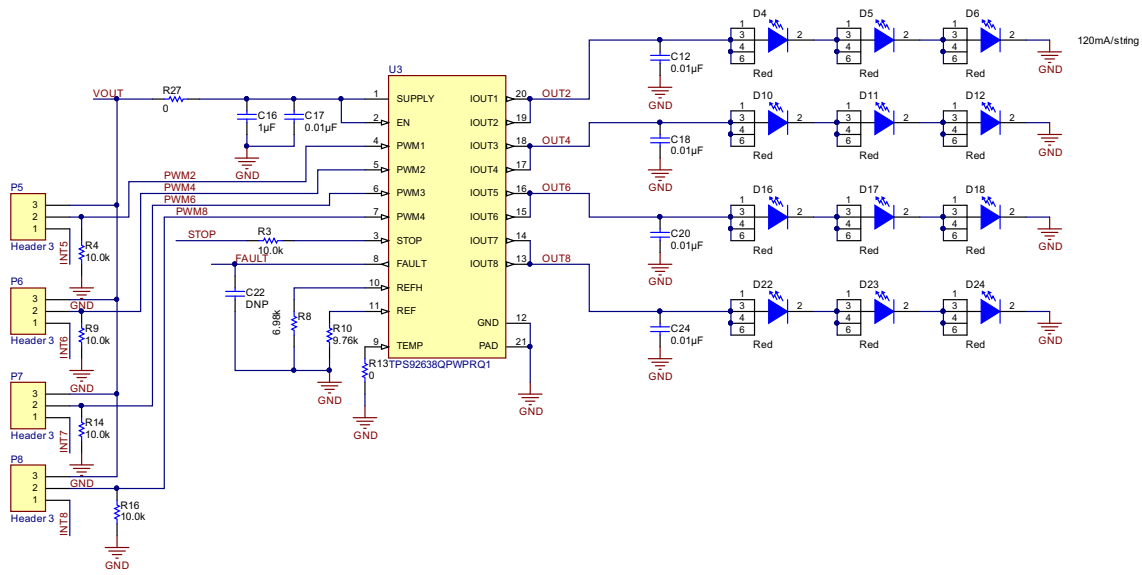 D4
D5
D6
1
3
4
6
2
Red
1
3
4
6
2
Red
1
3
4
6
2
Red
GND
120mA/string
C12
0.01µF
GND
U3
VOUT
R27
0
C16
1µF
C17
0.01µF
GND
1
SUPPLY
2
EN
4
PWM1
5
PWM2
6
PWM3
7
PWM4
3
STOP
8
FAULT
10
REFH
11
REF
9
TEMP
IOUT1
20
IOUT2
19
IOUT3
18
IOUT4
17
IOUT5
16
IOUT6
15
IOUT7
14
IOUT8
13
GND
12
PAD
21
TPS92638QPWPRQ1
GND
OUT2
OUT4
OUT6
OUT8
D10
D11
D12
1
3
4
6
2
Red
1
3
4
6
2
Red
1
3
4
6
2
Red
GND
C18
0.01µF
GND
D16
D17
D18
1
3
4
6
2
Red
1
3
4
6
2
Red
1
3
4
6
2
Red
GND
C20
0.01µF
GND
D22
D23
D24
1
3
4
6
2
Red
1
3
4
6
2
Red
1
3
4
6
2
Red
GND
C24
0.01µF
GND
PWM2
PWM4
PWM6
PWM8
STOP
R3
10.0k
FAULT
C22
DNP
R8
6.98k
R10
9.76k
GND
R13
0
GND
P5
3
2
1
Header 3
INT5
R4
10.0k
GND
P6
3
2
1
Header 3
INT6
R9
10.0k
GND
P7
3
2
1
Header 3
INT7
R14
10.0k
GND
P8
3
2
1
Header 3
INT8
R16
10.0k
GND